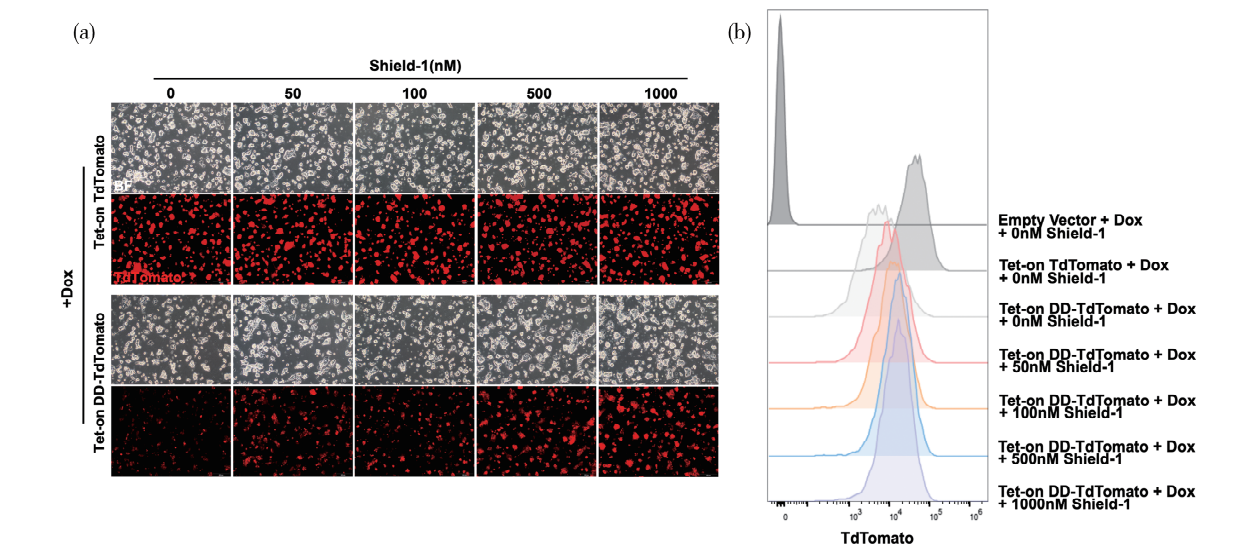 (a)
Shield-1(nM)
0 50 100 500 1000
+Dox
Tet-on TdTomato
BF
TdTomato
Tet-on DD-TdTomato
(b)
Empty Vector + Dox
+ 0nM Shield-1
Tet-on TdTomato + Dox
+ 0nM Shield-1
Tet-on DD-TdTomato + Dox
+ 0nM Shield-1
Tet-on DD-TdTomato + Dox
+ 50nM Shield-1
Tet-on DD-TdTomato + Dox
+ 100nM Shield-1
Tet-on DD-TdTomato + Dox
+ 500nM Shield-1
Tet-on DD-TdTomato + Dox
+ 1000nM Shield-1
0 10³ 10⁴ 10⁵ 10⁶
TdTomato